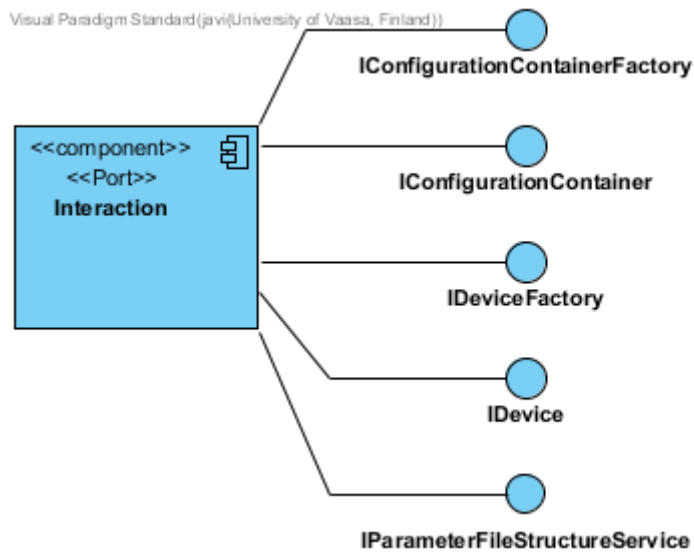 Visual Paradigm Standard(javi(University of Vaasa, Finland))
IConfigurationContainerFactory
<<component>>
<<Port>>
Interaction
IConfigurationContainer
IDeviceFactory
IDevice
IParameterFileStructureService